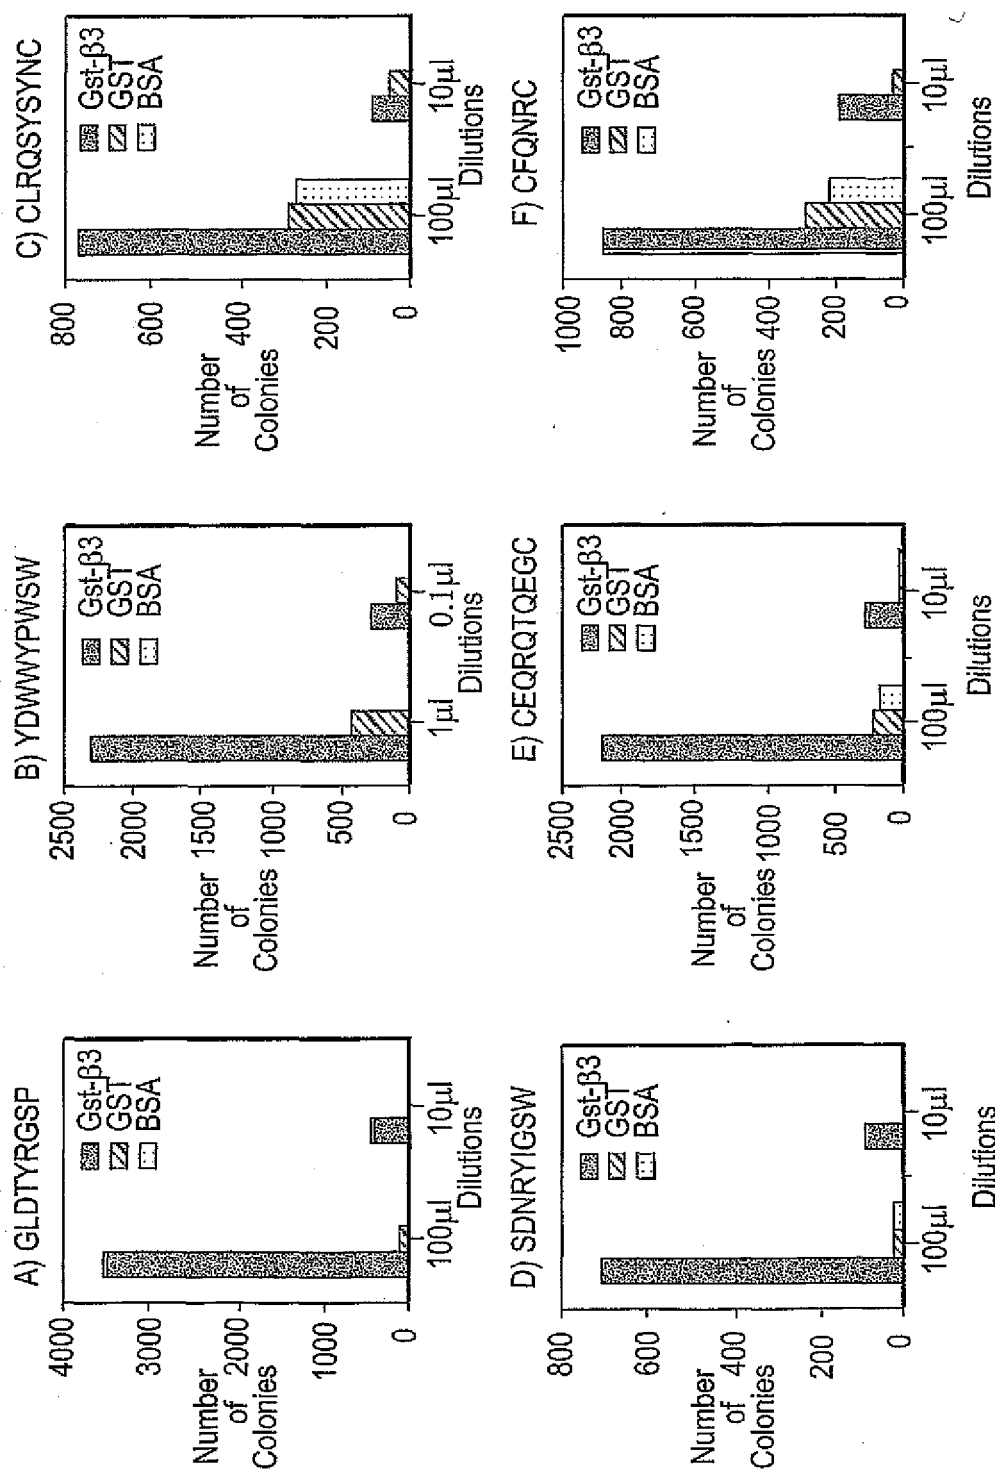 A) GLDTYRGSP
4000
3000
2000
1000
0
Number
of
Colonies
Gst-β3
GST
BSA
100µl
10µl
Dilutions
B) YDWWYPWSW
2500
2000
1500
1000
500
0
Number
of
Colonies
Gst-β3
GST
BSA
1µl
0.1µl
Dilutions
C) CLRQSYSYNC
800
600
400
200
0
Number
of
Colonies
Gst-β3
GST
BSA
100µl
10µl
Dilutions
D) SDNRYIGSW
800
600
400
200
0
Number
of
Colonies
Gst-β3
GST
BSA
100µl
10µl
Dilutions
E) CEQRQTQEGC
2500
2000
1500
1000
500
0
Number
of
Colonies
Gst-β3
GST
BSA
100µl
10µl
Dilutions
F) CFQNRC
1000
800
600
400
200
0
Number
of
Colonies
Gst-β3
GST
BSA
100µl
10µl
Dilutions